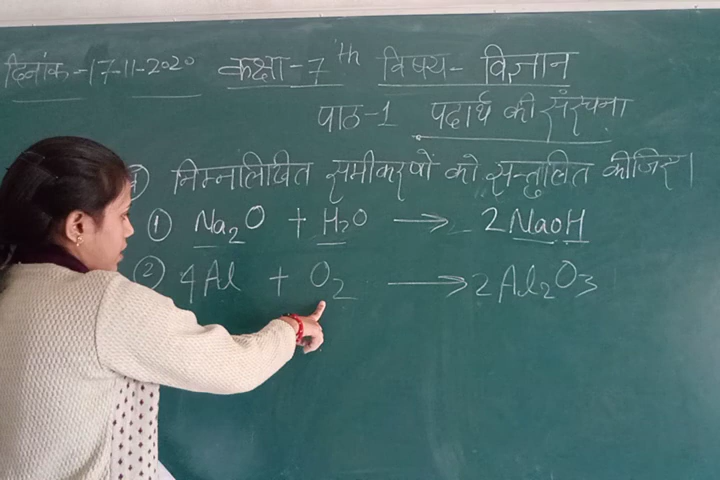 दिनांक-17-11-2020 कक्षा-7th विषय- विज्ञान
पाठ-1 पदार्थ की संरचना
निम्नलिखित समीकरणों को सन्तुलित कीजिए।
① Na₂O + H₂O → 2NaOH
② 4Al + O₂ → 2Al₂O₃